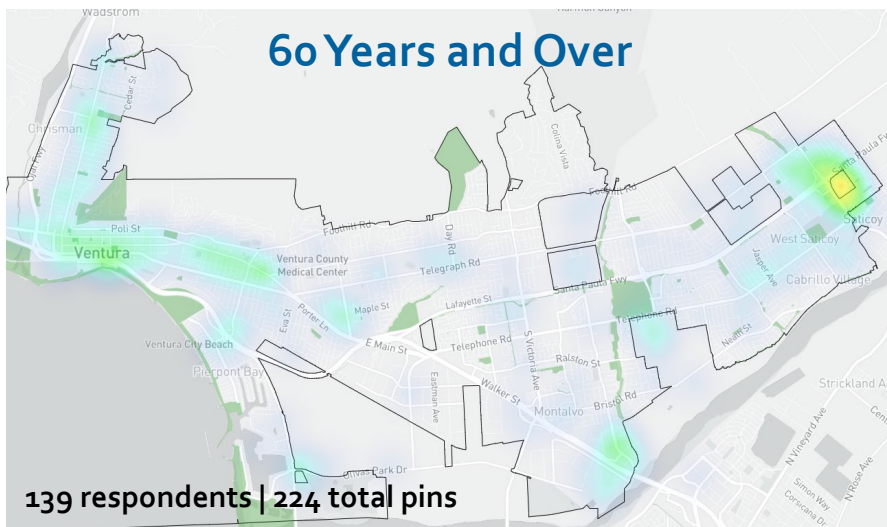 Wadstrom
Harmon Canyon
60 Years and Over
Cedar St
Chrisman
Colina Vista
Ojai Fwy
Santa Paula Fwy
Foothill Rd
Poli St
Foothill Rd
Saticoy
Ventura
Ventura County
Medical Center
Day Rd
West Saticoy
Telegraph Rd
Jasper Ave
Santa Paula Fwy
Cabrillo Village
Lafayette St
Maple St
Porter Ln
Eva St
Telephone Rd
Neath St
Ventura City Beach
E Main St
Telephone Rd
S Victoria Ave
Ralston St
Pierpont Bay
Eastman Ave
Walker St
Bristol Rd
Strickland A
Montalvo
N Vineyard Ave
Cent
N Rose Ave
Olivas Park Dr
Simon Way
Corsicana Dr
139 respondents | 224 total pins